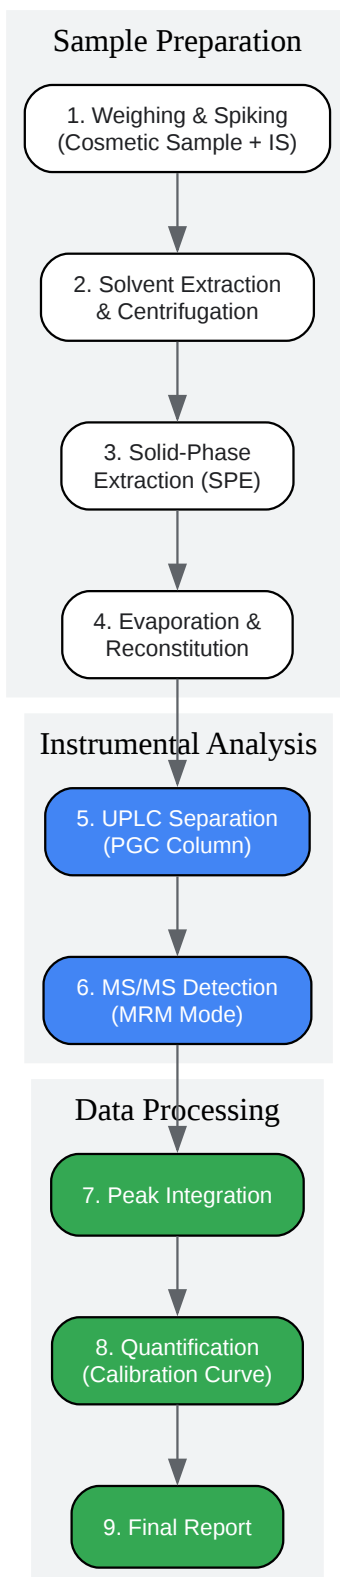 Sample Preparation
1. Weighing & Spiking
(Cosmetic Sample + IS)
2. Solvent Extraction
& Centrifugation
3. Solid-Phase
Extraction (SPE)
4. Evaporation &
Reconstitution
Instrumental Analysis
5. UPLC Separation
(PGC Column)
6. MS/MS Detection
(MRM Mode)
Data Processing
7. Peak Integration
8. Quantification
(Calibration Curve)
9. Final Report